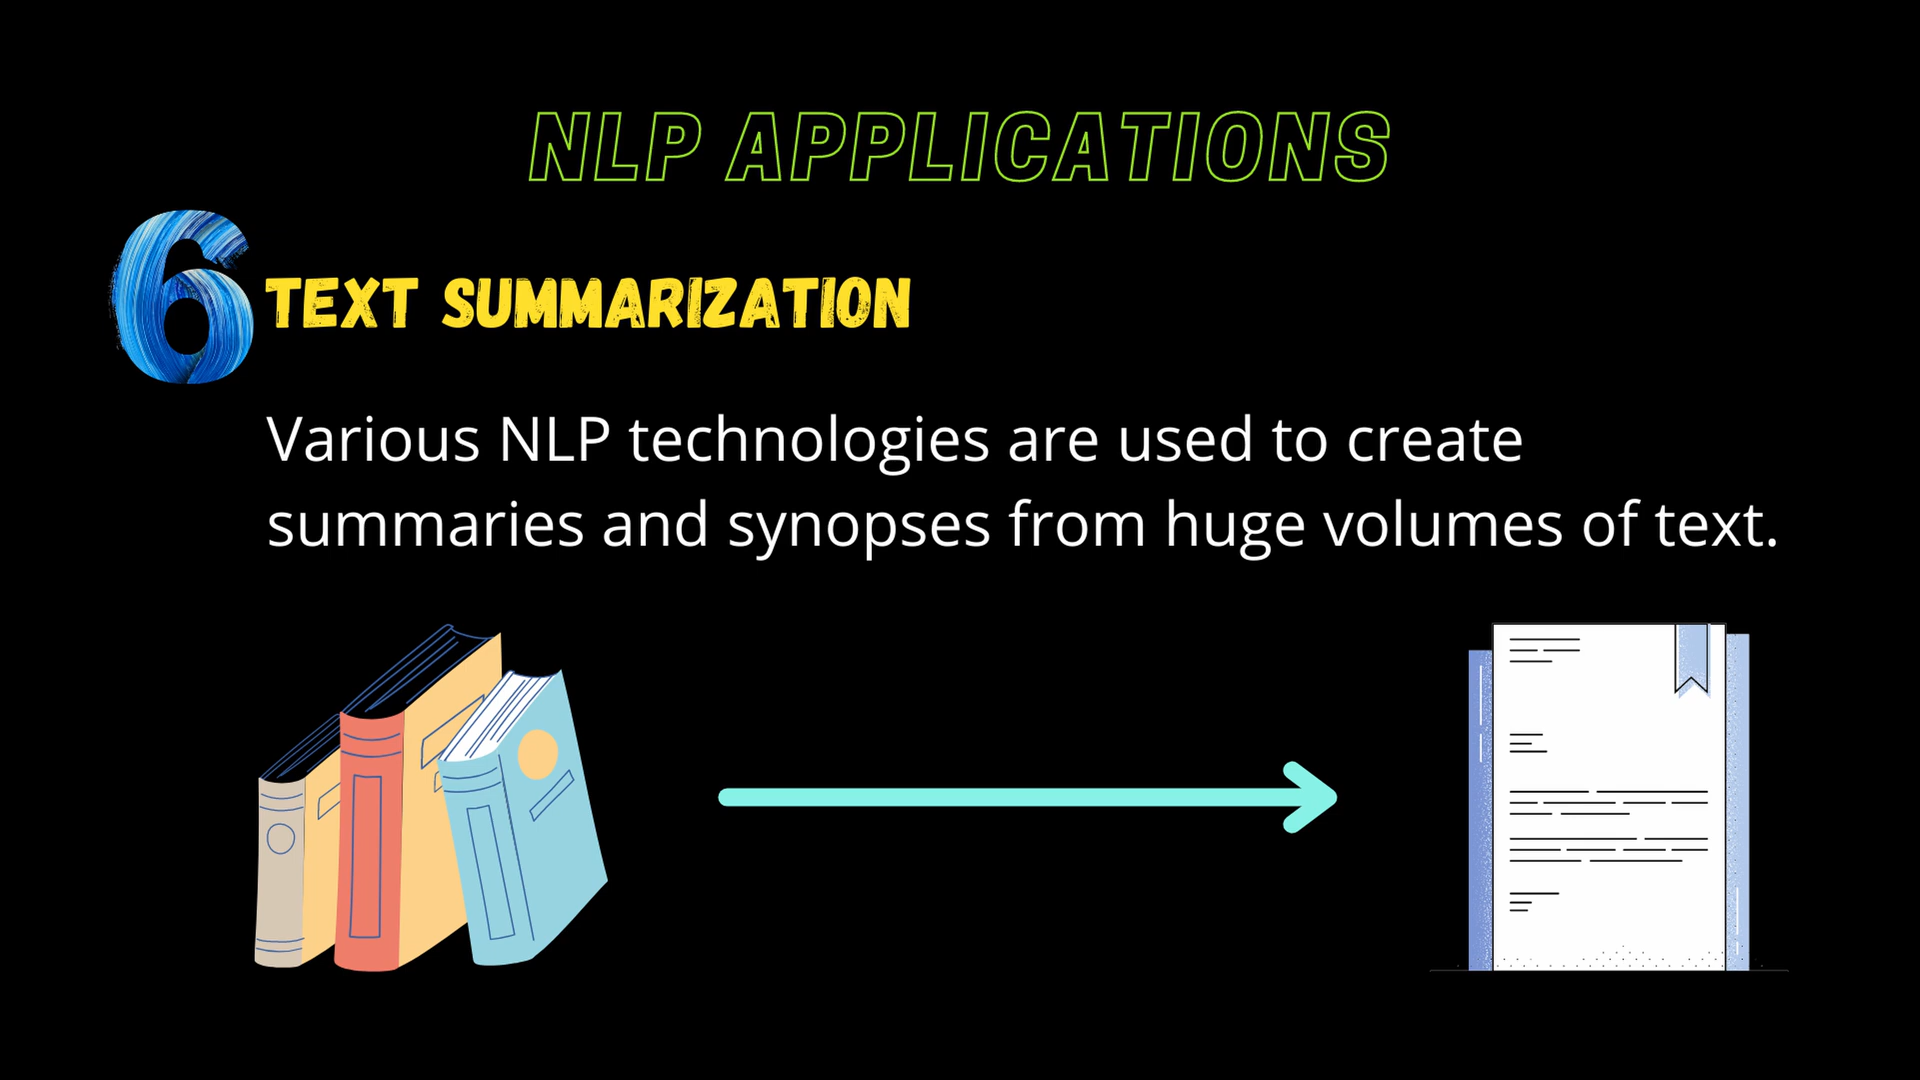 NLP APPLICATIONS
6 TEXT SUMMARIZATION
Various NLP technologies are used to create
summaries and synopses from huge volumes of text.